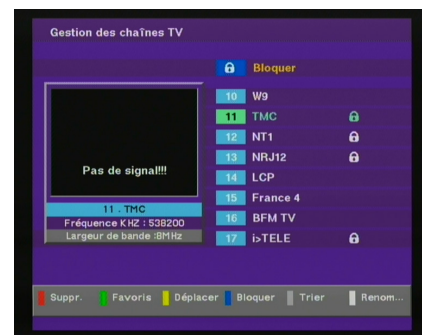 Gestion des chaînes TV
Bloquer
10 W9
11 TMC
12 NT1
13 NRJ12
14 LCP
15 France 4
16 BFM TV
17 i>TELE
Pas de signal!!!
11 . TMC
Fréquence KHZ : 538200
Largeur de bande :8MHz
Suppr. Favoris Déplacer Bloquer Trier Renom...